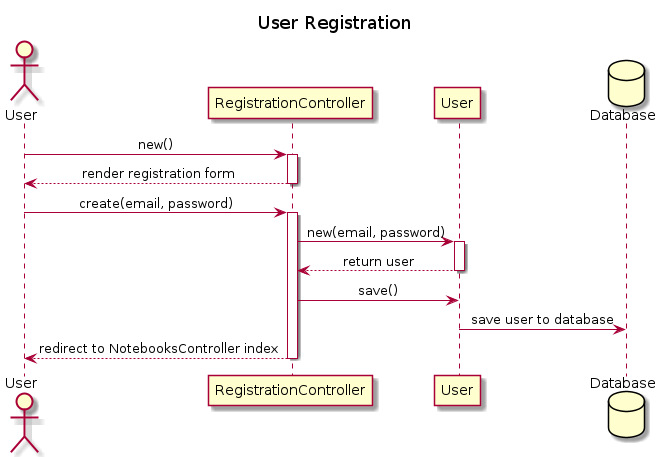 User Registration
User
RegistrationController
User
Database
new()
render registration form
create(email, password)
new(email, password)
return user
save()
save user to database
redirect to NotebooksController index
User
RegistrationController
User
Database